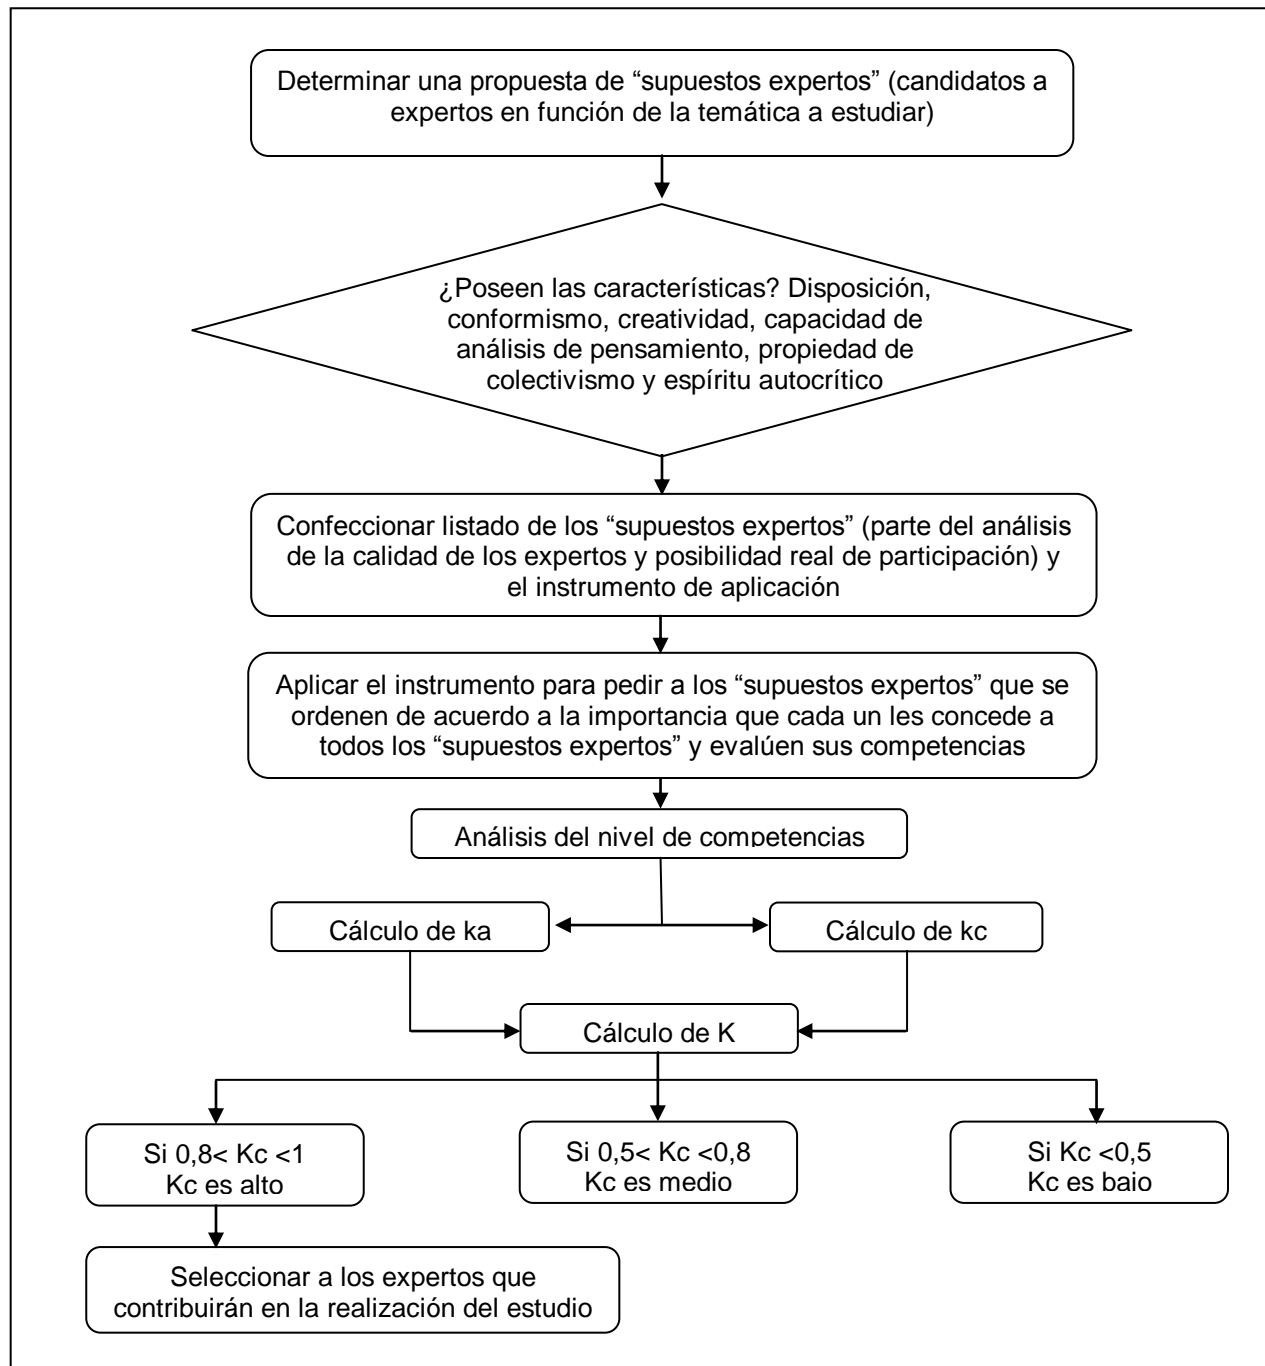 Determinar una propuesta de “supuestos expertos” (candidatos a
expertos en función de la temática a estudiar)
¿Poseen las características? Disposición,
conformismo, creatividad, capacidad de
análisis de pensamiento, propiedad de
colectivismo y espíritu autocrítico
Confeccionar listado de los “supuestos expertos” (parte del análisis
de la calidad de los expertos y posibilidad real de participación) y
el instrumento de aplicación
Aplicar el instrumento para pedir a los “supuestos expertos” que se
ordenen de acuerdo a la importancia que cada un les concede a
todos los “supuestos expertos” y evalúen sus competencias
Análisis del nivel de competencias
Cálculo de ka
Cálculo de kc
Cálculo de K
Si 0,8< Kc <1
Kc es alto
Si 0,5< Kc <0,8
Kc es medio
Si Kc <0,5
Kc es bajo
Seleccionar a los expertos que
contribuirán en la realización del estudio